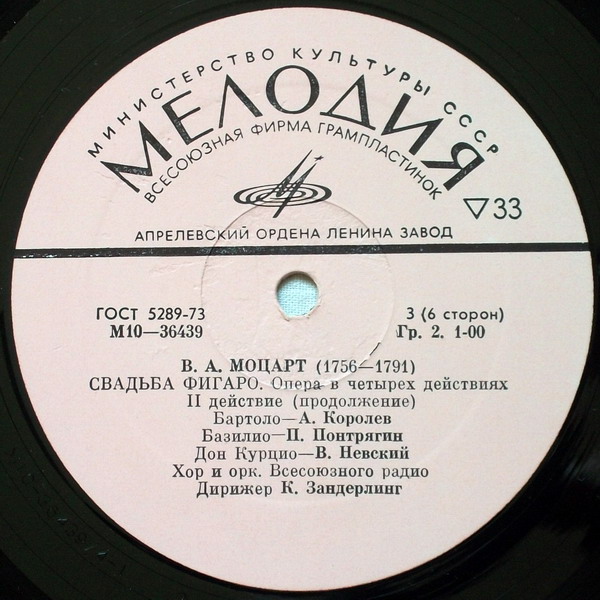 МИНИСТЕРСТВО КУЛЬТУРЫ СССР
МЕЛОДИЯ
ВСЕСОЮЗНАЯ ФИРМА ГРАМПЛАСТИНОК
▽33
АПРЕЛЕВСКИЙ ОРДЕНА ЛЕНИНА ЗАВОД
ГОСТ 5289-73
3 (6 сторон)
М10—36439
Гр. 2. 1-00
В. А. МОЦАРТ (1756—1791)
СВАДЬБА ФИГАРО. Опера в четырех действиях
II действие (продолжение)
Бартоло—А. Королев
Базилио—П. Понтрягин
Дон Курцио—В. Невский
Хор и орк. Всесоюзного радио
Дирижер К. Зандерлинг